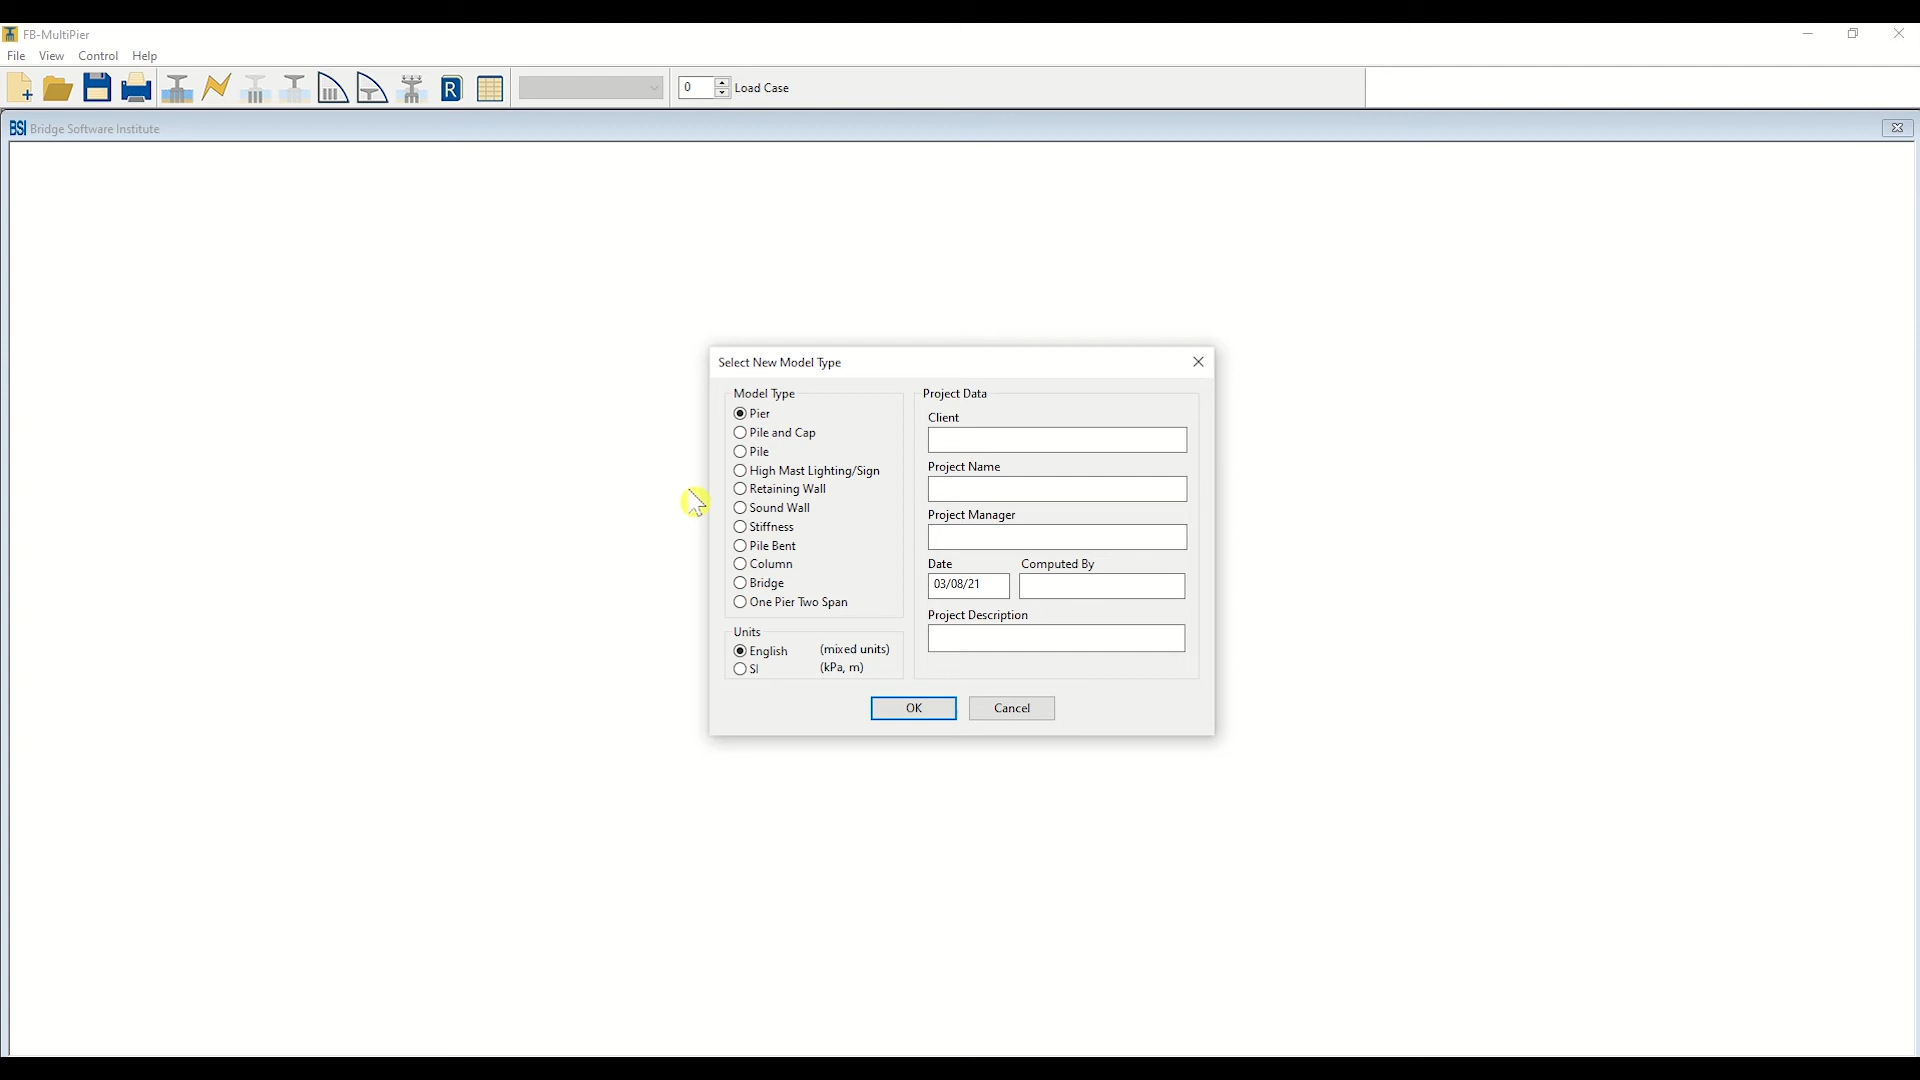 FB-MultiPier
File View Control Help
R 0 Load Case
BSI Bridge Software Institute
Select New Model Type
Model Type
Pier
Pile and Cap
Pile
High Mast Lighting/Sign
Retaining Wall
Sound Wall
Stiffness
Pile Bent
Column
Bridge
One Pier Two Span
Units
English (mixed units)
SI (kPa, m)
Project Data
Client
Project Name
Project Manager
Date Computed By
03/08/21
Project Description
OK Cancel